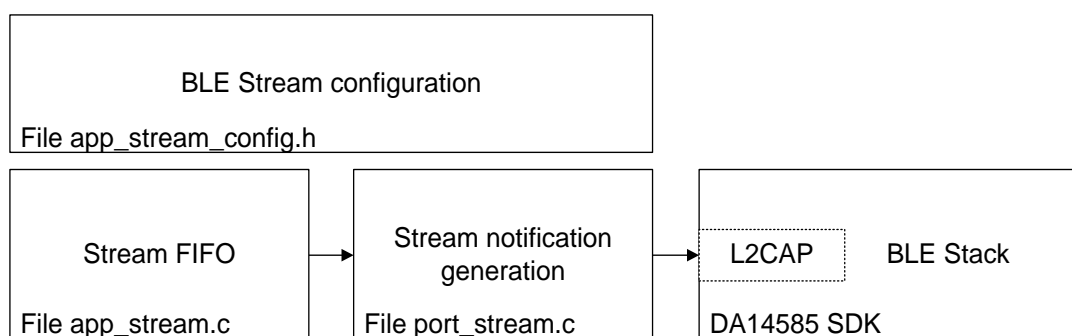 BLE Stream configuration
File app_stream_config.h
Stream FIFO
File app_stream.c
Stream notification
generation
File port_stream.c
L2CAP
BLE Stack
DA14585 SDK